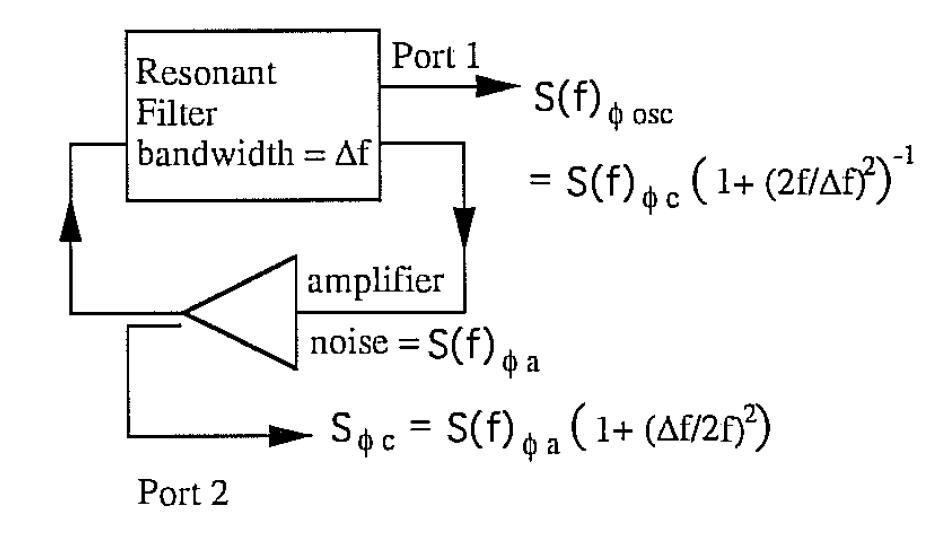 Resonant
Filter
bandwidth = Δf
Port 1
S(f) ϕ osc
= S(f) ϕ c ( 1+ (2f/Δf)²)⁻¹
amplifier
noise = S(f) ϕ a
S ϕ c = S(f) ϕ a ( 1+ (Δf/2f)²)
Port 2